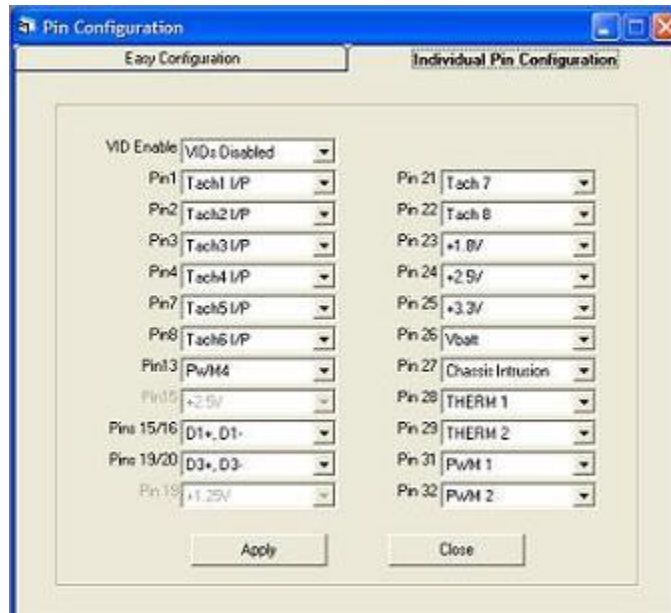 Pin Configuration
Easy Configuration
Individual Pin Configuration
VID Enable VIDs Disabled
Pin1 Tach1 I/P
Pin2 Tach2 I/P
Pin3 Tach3 I/P
Pin4 Tach4 I/P
Pin7 Tach5 I/P
Pin8 Tach6 I/P
Pin13 PWM4
Pin15 +2.5V
Pins 15/16 D1+, D1-
Pins 19/20 D3+, D3-
Pin 19 +1.25V
Pin 21 Tach 7
Pin 22 Tach 8
Pin 23 +1.8V
Pin 24 +2.5V
Pin 25 +3.3V
Pin 26 Vbatt
Pin 27 Chassis Intrusion
Pin 28 THERM 1
Pin 29 THERM 2
Pin 31 PWM 1
Pin 32 PWM 2
Apply
Close